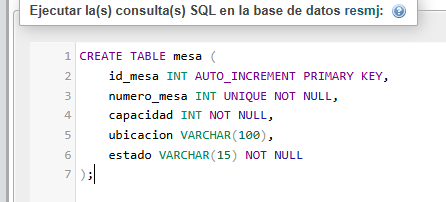 Ejecutar la(s) consulta(s) SQL en la base de datos resmj:
1 CREATE TABLE mesa (
2 id_mesa INT AUTO_INCREMENT PRIMARY KEY,
3 numero_mesa INT UNIQUE NOT NULL,
4 capacidad INT NOT NULL,
5 ubicacion VARCHAR(100),
6 estado VARCHAR(15) NOT NULL
7 );